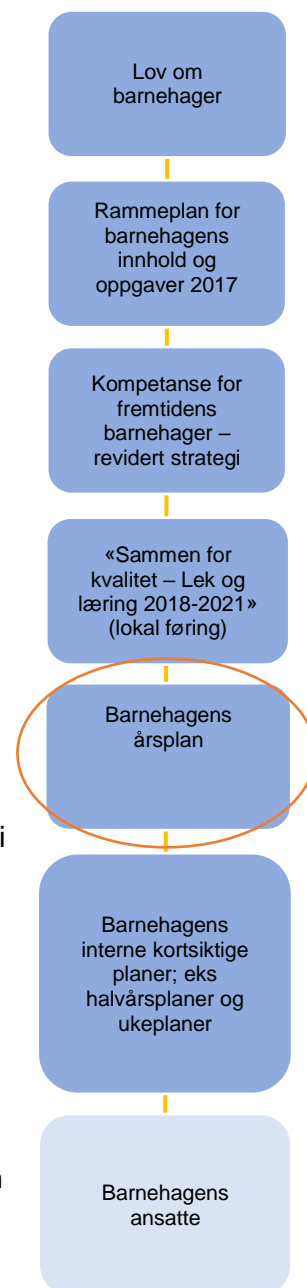 Lov om
barnehager
Rammeplan for
barnehagens
innhold og
oppgaver 2017
Kompetanse for
fremtidens
barnehager –
revidert strategi
«Sammen for
kvalitet – Lek og
læring 2018-2021»
(lokal føring)
Barnehagens
årsplan
i
Barnehagens
interne kortsiktige
planer; eks
halvårsplaner og
ukeplaner
Barnehagens
ansatte